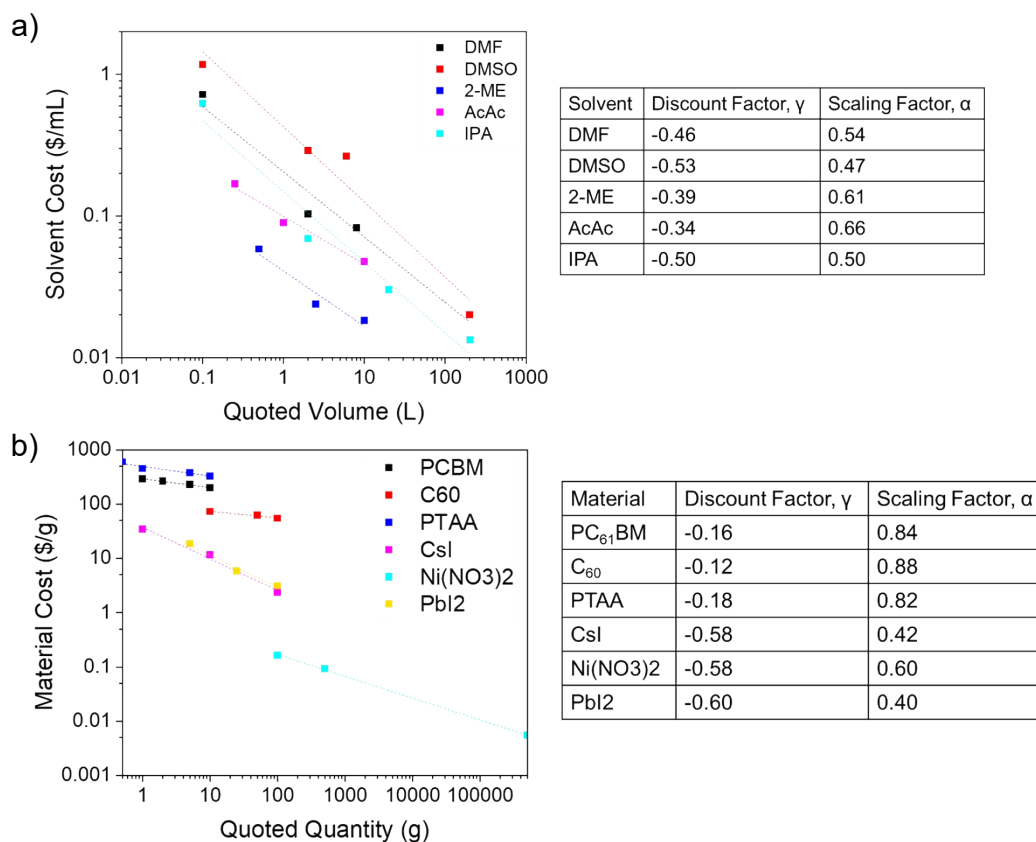 a)
Solvent Cost ($/mL)
1
0.1
0.01
DMF
DMSO
2-ME
AcAc
IPA
0.01 0.1 1 10 100 1000
Quoted Volume (L)
Solvent Discount Factor, γ Scaling Factor, α
DMF -0.46 0.54
DMSO -0.53 0.47
2-ME -0.39 0.61
AcAc -0.34 0.66
IPA -0.50 0.50
b)
Material Cost ($/g)
1000
100
10
1
0.1
0.01
0.001
PCBM
C60
PTAA
CsI
Ni(NO3)2
PbI2
1 10 100 1000 10000 100000
Quoted Quantity (g)
Material Discount Factor, γ Scaling Factor, α
PC₆₁BM -0.16 0.84
C₆₀ -0.12 0.88
PTAA -0.18 0.82
CsI -0.58 0.42
Ni(NO3)2 -0.58 0.60
PbI2 -0.60 0.40